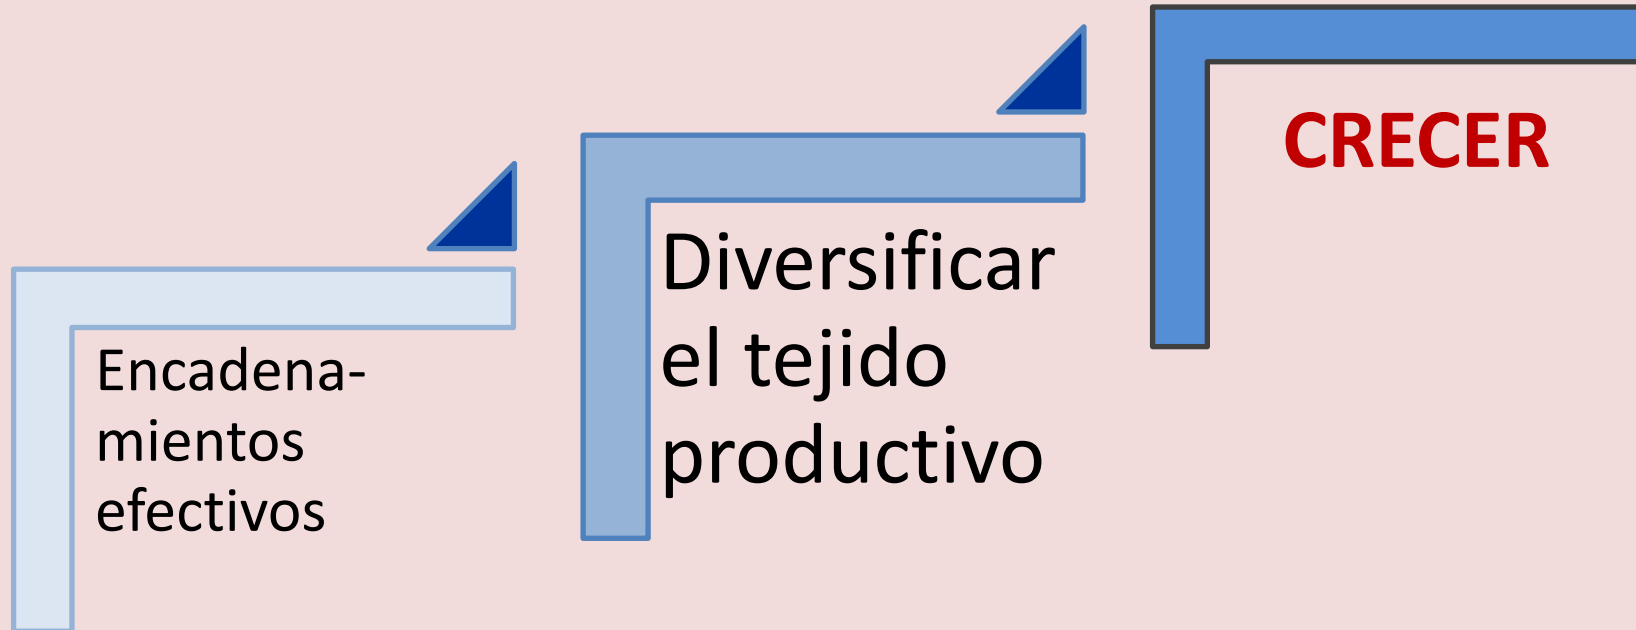 Encadena-
mientos
efectivos
Diversificar
el tejido
productivo
CRECER